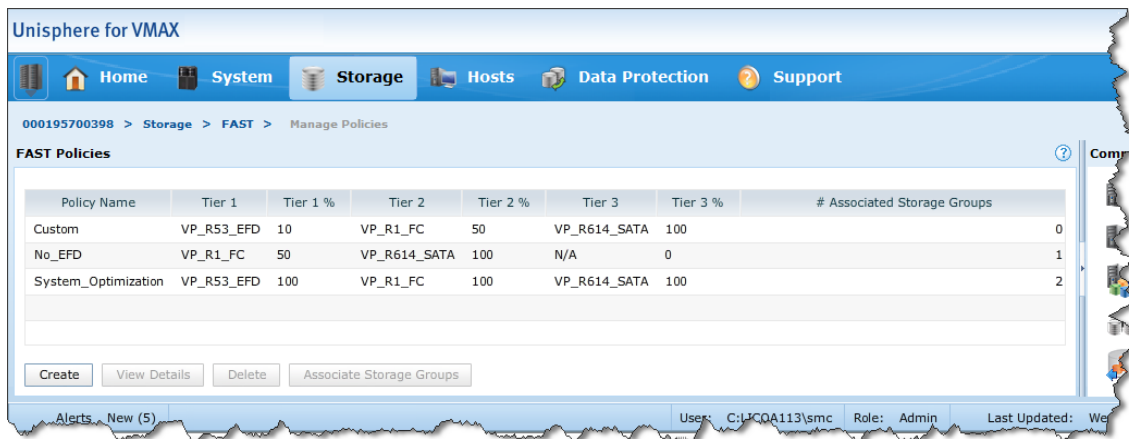 Unisphere for VMAX
Home System Storage Hosts Data Protection Support
000195700398 > Storage > FAST > Manage Policies
FAST Policies
Policy Name Tier 1 Tier 1 % Tier 2 Tier 2 % Tier 3 Tier 3 % # Associated Storage Groups
Custom VP_R53_EFD 10 VP_R1_FC 50 VP_R614_SATA 100 0
No_EFD VP_R1_FC 50 VP_R614_SATA 100 N/A 0 1
System_Optimization VP_R53_EFD 100 VP_R1_FC 100 VP_R614_SATA 100 2
Create View Details Delete Associate Storage Groups
Alerts New (5) User: Role: Admin Last Updated: